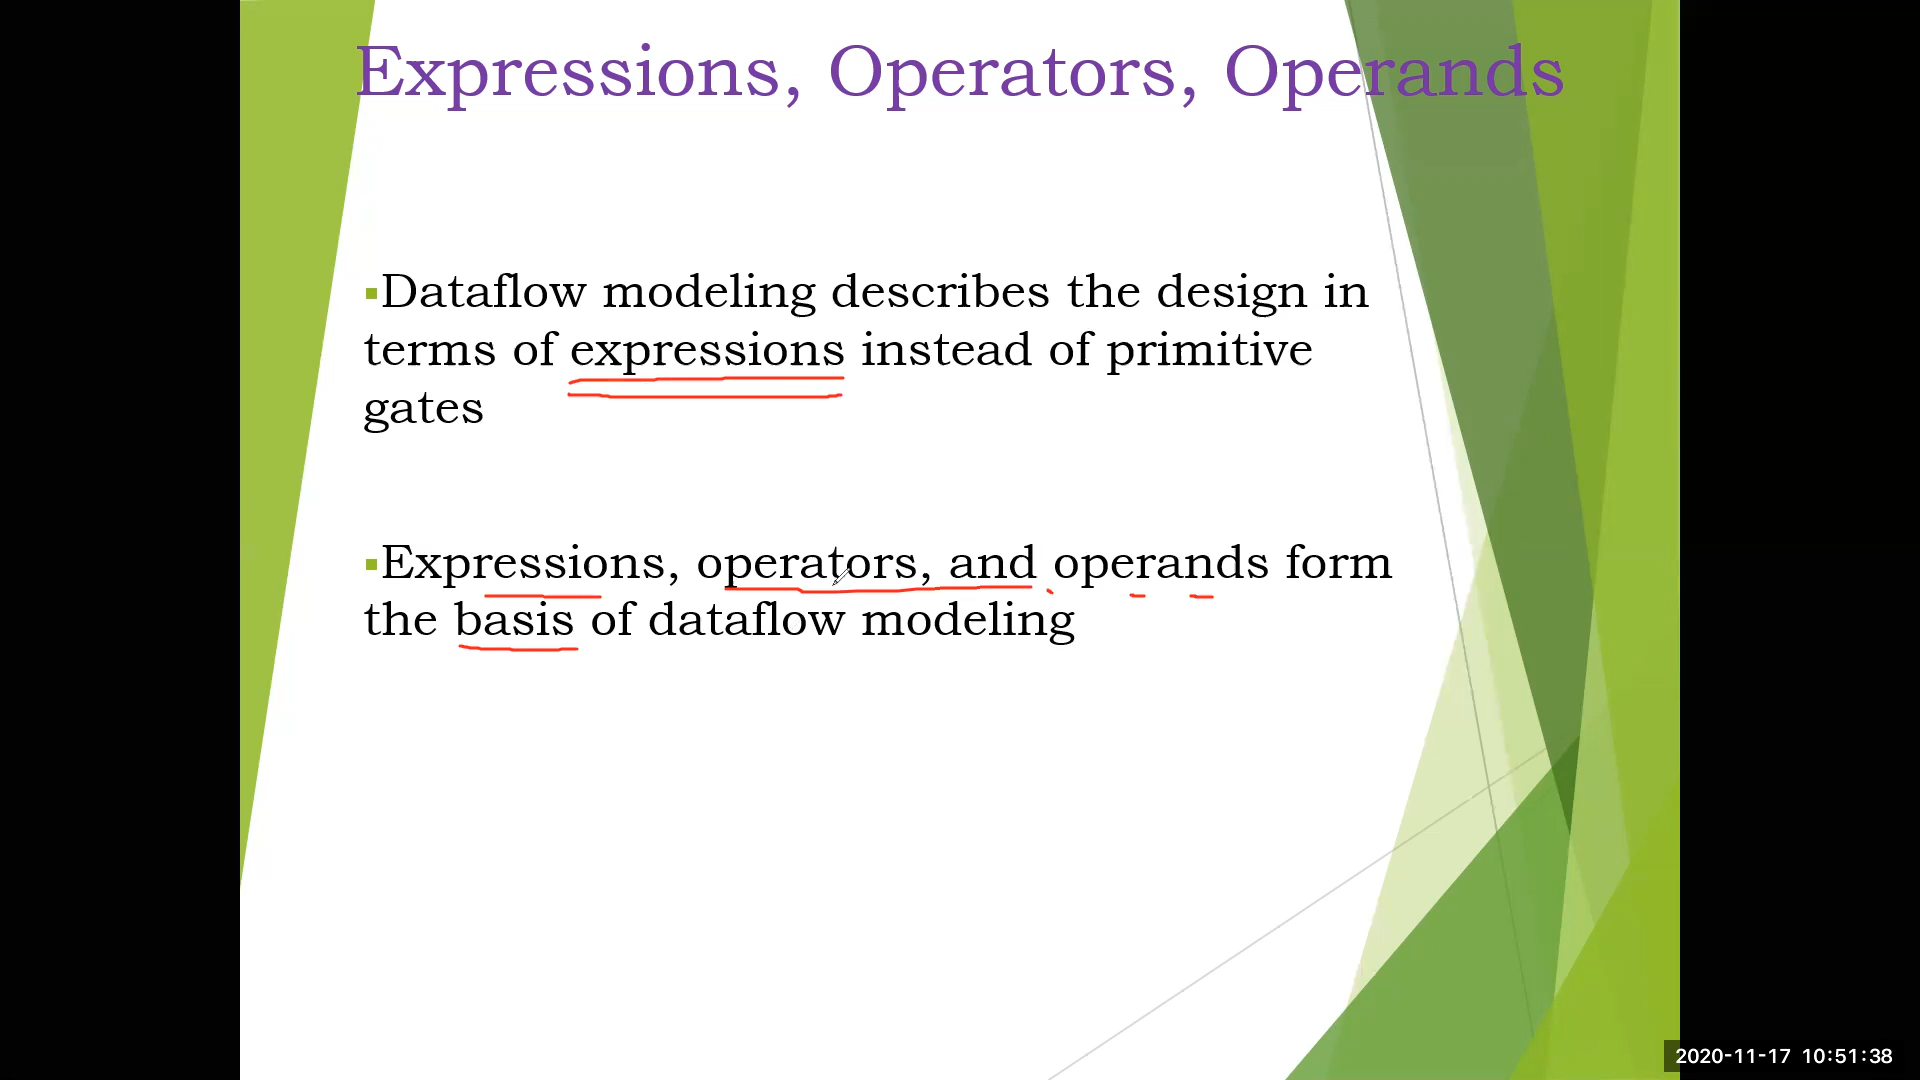 Expressions, Operators, Operands
▪Dataflow modeling describes the design in
terms of expressions instead of primitive
gates
▪Expressions, operators, and operands form
the basis of dataflow modeling
2020-11-17 10:51:38